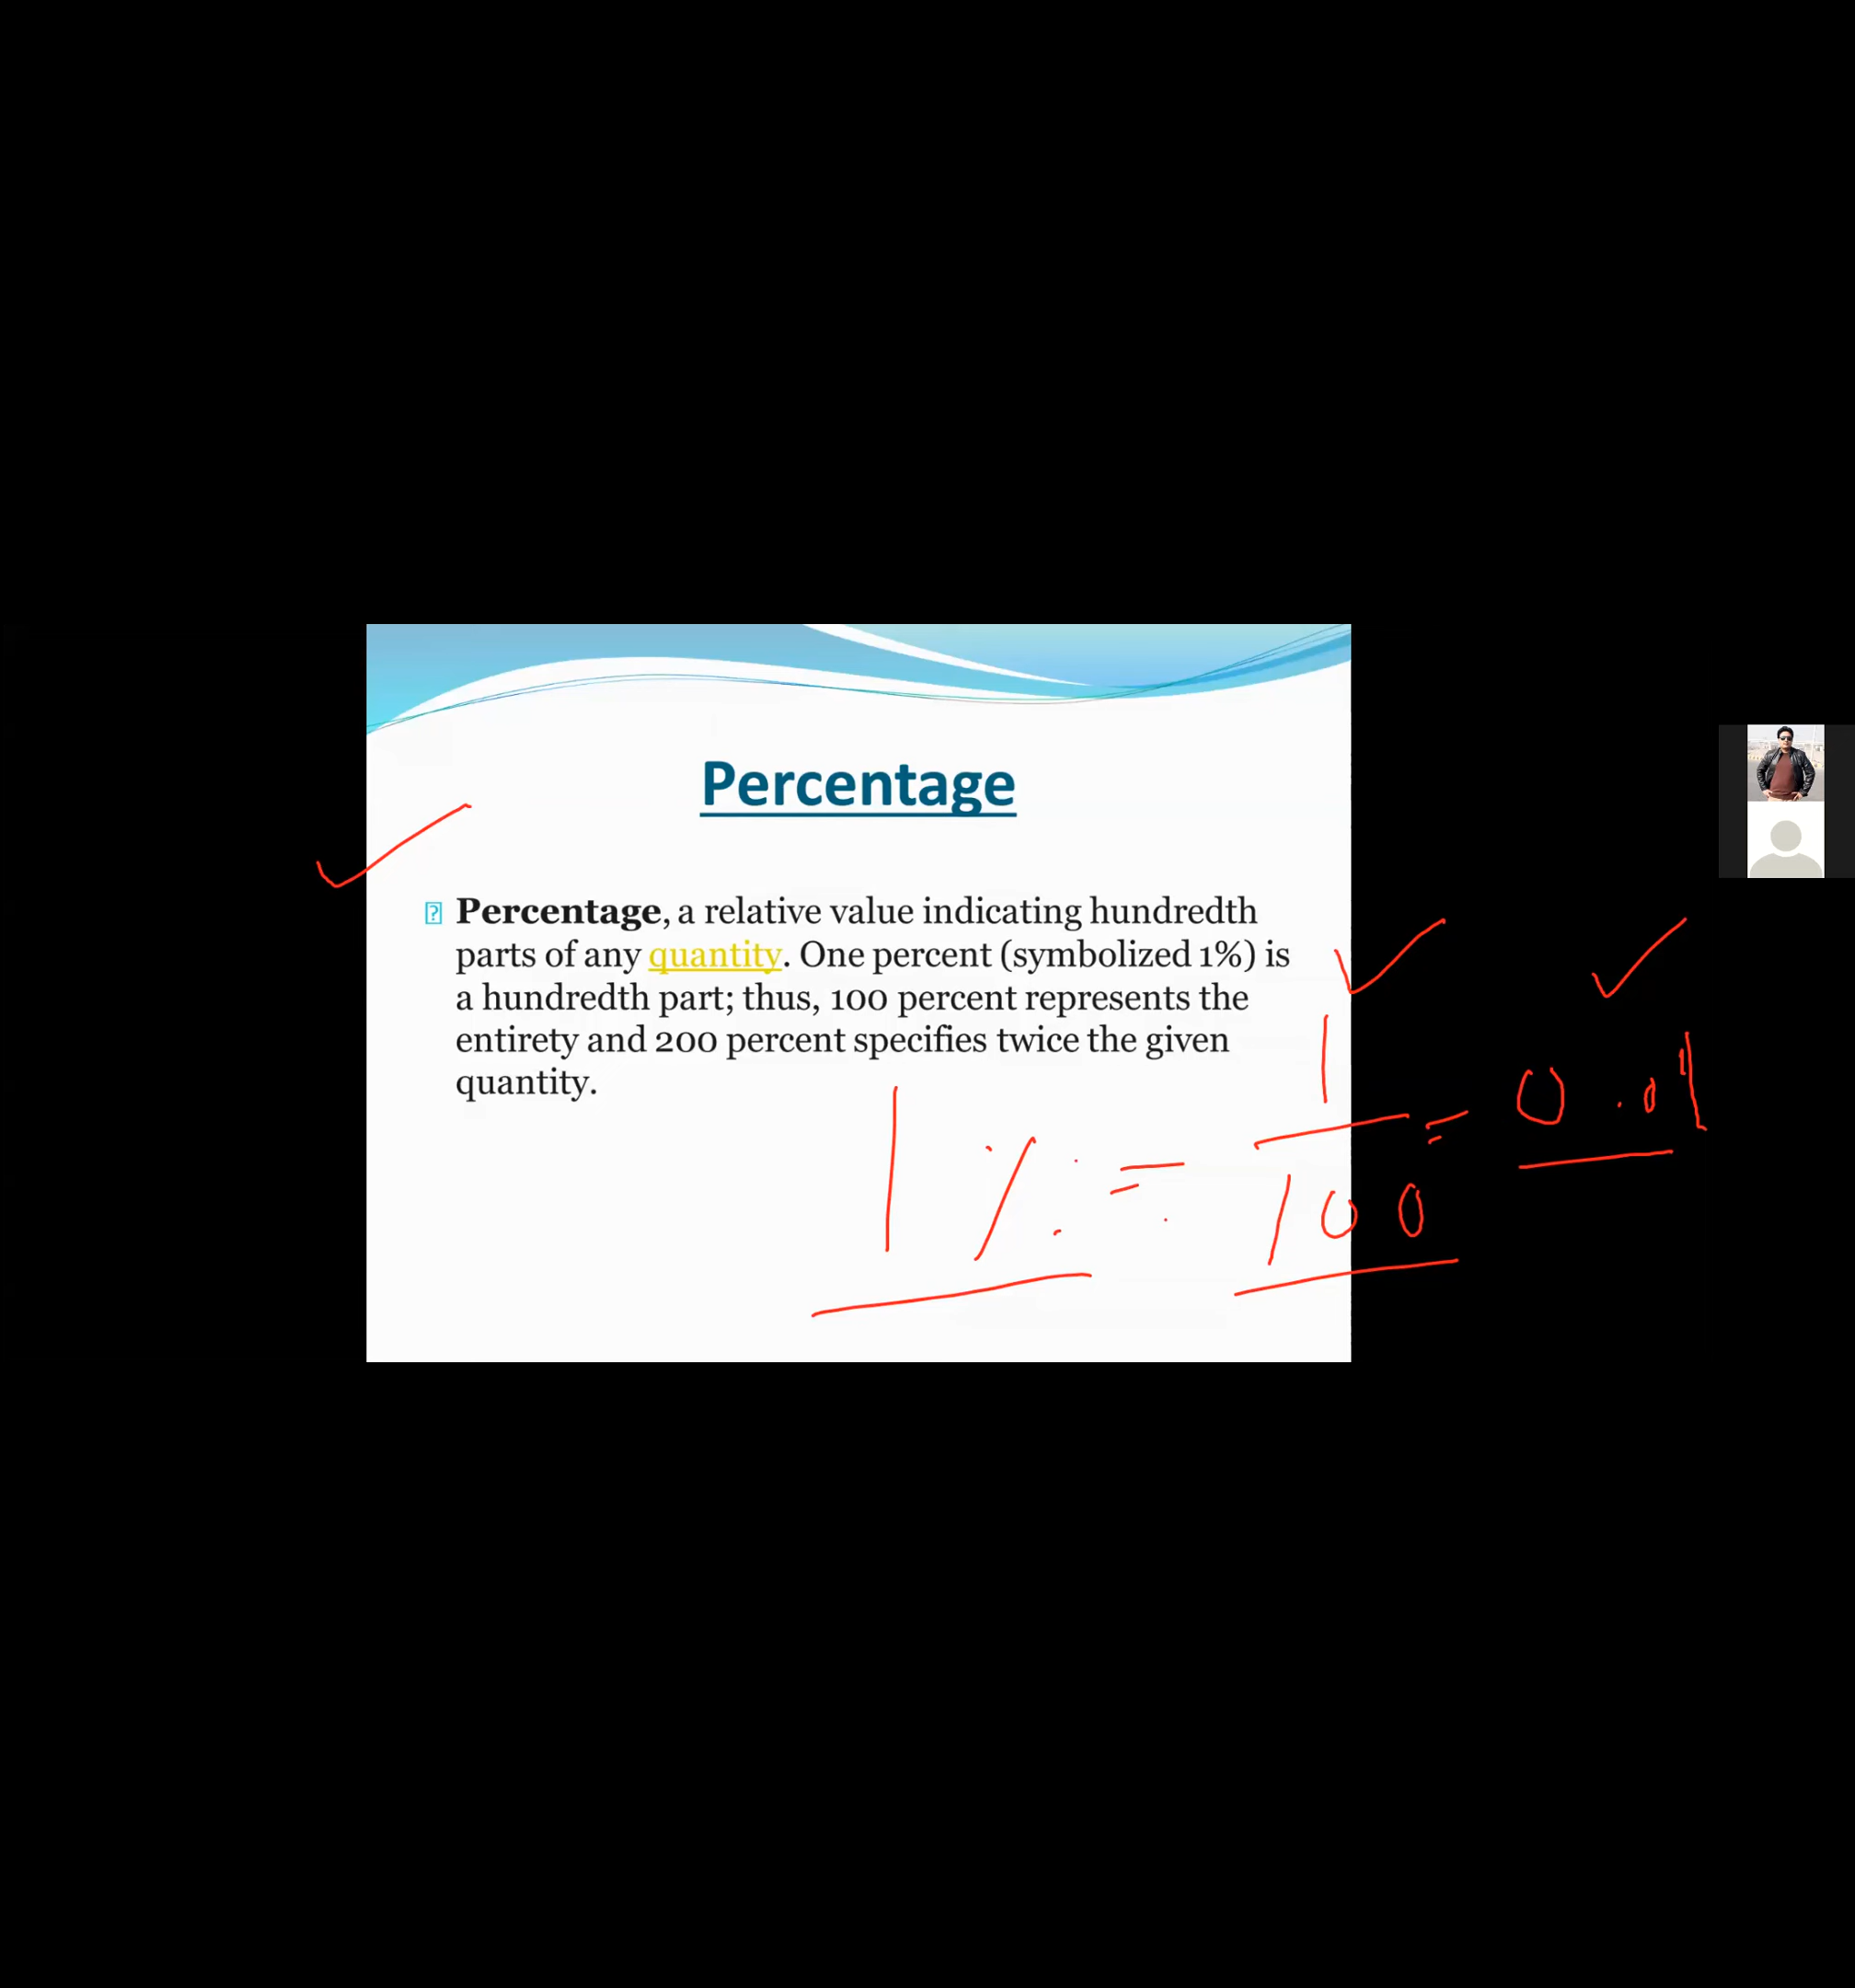 Percentage
Percentage, a relative value indicating hundredth
parts of any quantity. One percent (symbolized 1%) is
a hundredth part; thus, 100 percent represents the
entirety and 200 percent specifies twice the given
quantity.
1 % = 1/100 = 0.01